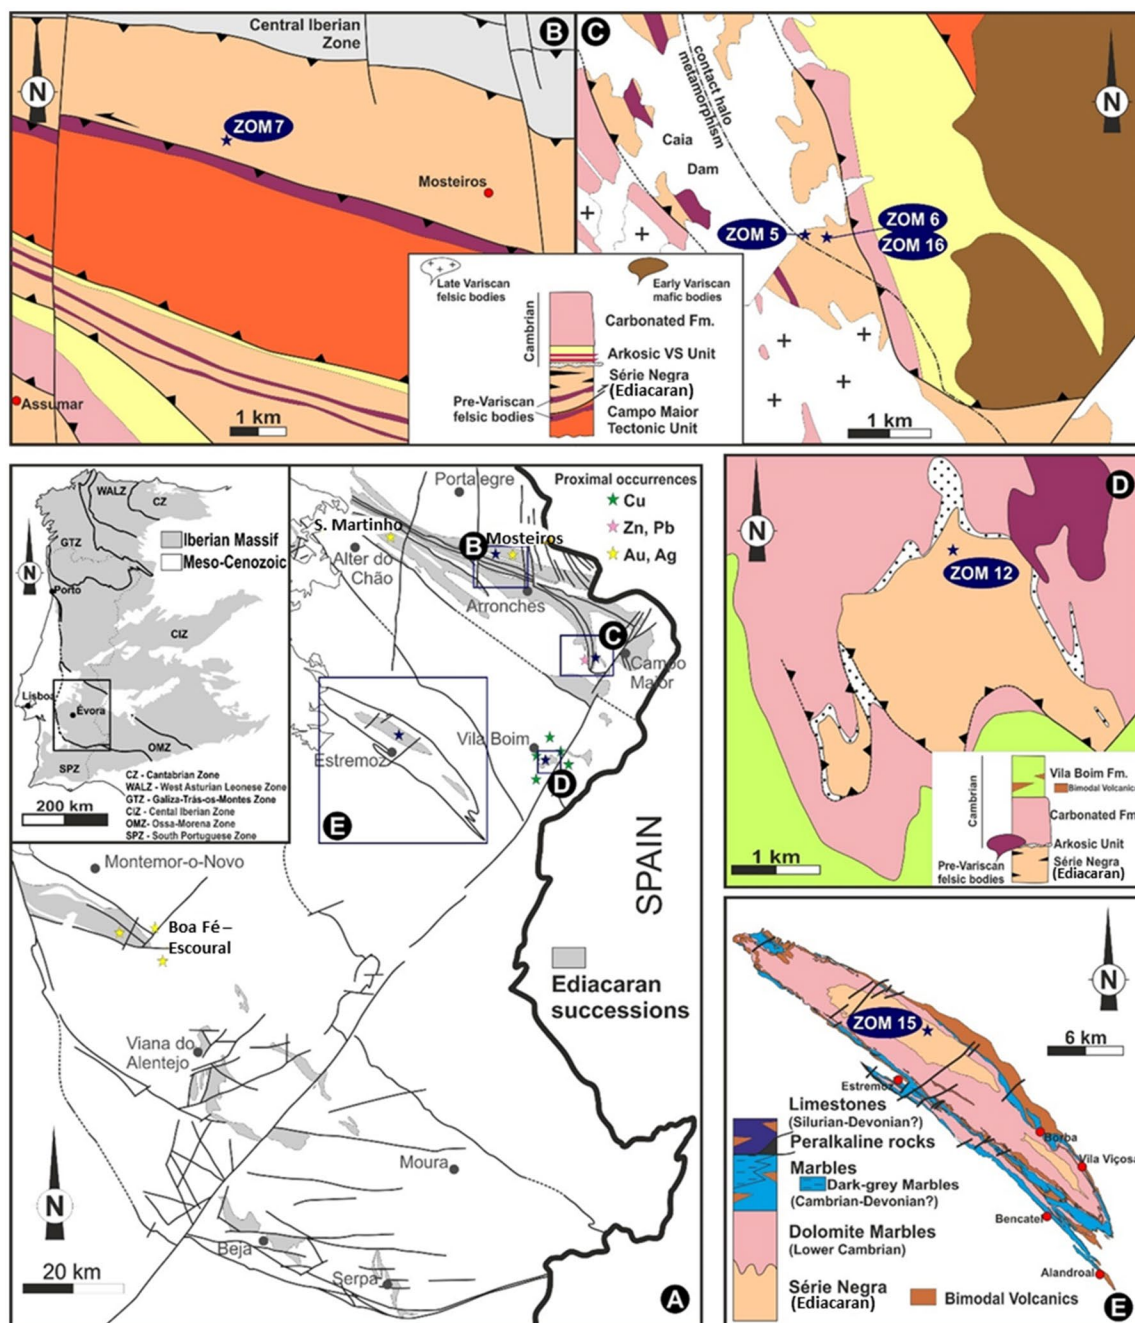 Central Iberian
Zone
B
N
ZOM 7
Mosteiros
Assumar
1 km
C
contact halo
metamorphism
N
Caia
Dam
ZOM 5
ZOM 6
ZOM 16
1 km
Late Variscan
felsic bodies
Early Variscan
mafic bodies
Cambrian
Carbonated Fm.
Arkosic VS Unit
Série Negra
(Ediacaran)
Pre-Variscan
felsic bodies
Campo Maior
Tectonic Unit
WALZ
CZ
GTZ
Iberian Massif
Meso-Cenozoic
N
Porto
CIZ
Lisboa
Évora
OMZ
SPZ
200 km
CZ - Cantabrian Zone
WALZ - West Asturian Leonese Zone
GTZ - Galiza-Trás-os-Montes Zone
CIZ - Cental Iberian Zone
OMZ- Ossa-Morena Zone
SPZ - South Portuguese Zone
Portalegre
Proximal occurrences
Cu
Zn, Pb
Au, Ag
S. Martinho
B
Mosteiros
Alter do
Chão
Arronches
C
Campo
Maior
Estremoz
Vila Boim
D
E
Montemor-o-Novo
Boa Fé –
Escoural
SPAIN
Ediacaran
successions
Viana do
Alentejo
N
Moura
Beja
Serpa
20 km
A
D
N
ZOM 12
1 km
Cambrian
Vila Boim Fm.
Bimodal Volcanics
Carbonated Fm
Arkosic Unit
Pre-Variscan
felsic bodies
Série Negra
(Ediacaran)
N
ZOM 15
6 km
Estremoz
Borba
Vila Viçosa
Bencatel
Alandroal
Limestones
(Silurian-Devonian?)
Peralkaline rocks
Marbles
Dark-grey Marbles
(Cambrian-Devonian?)
Dolomite Marbles
(Lower Cambrian)
Série Negra
(Ediacaran)
Bimodal Volcanics
E